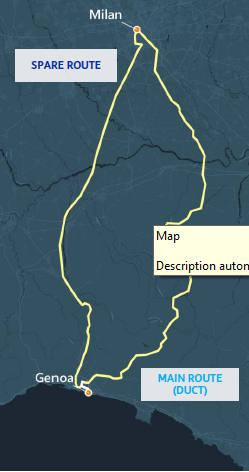 Milan
SPARE ROUTE
Map
Description auton
Genoa
MAIN ROUTE
(DUCT)